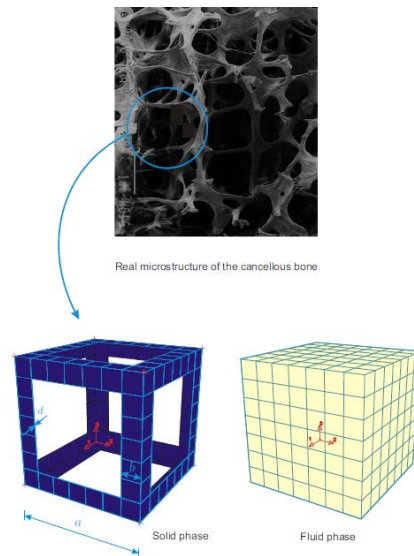 Real microstructure of the cancellous bone
d
b
a
Solid phase
Fluid phase